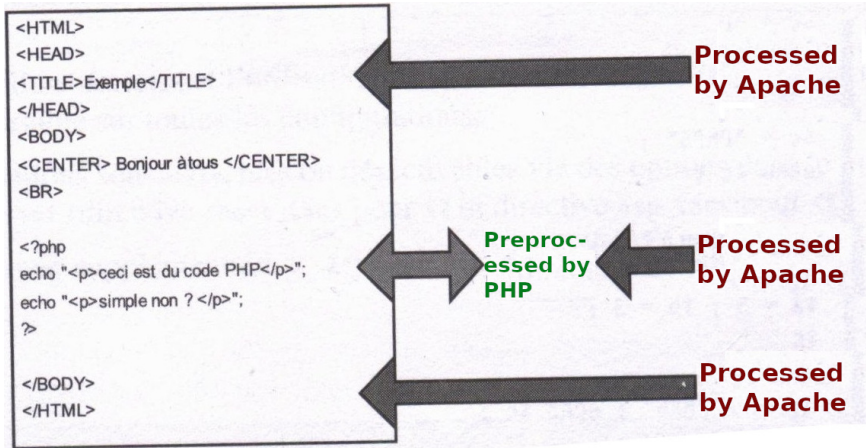 <HTML>
<HEAD>
<TITLE>Exemple</TITLE>
</HEAD>
<BODY>
<CENTER> Bonjour àtous </CENTER>
<BR>
<?php
echo "<p>ceci est du code PHP</p>";
echo "<p>simple non ? </p>";
?>
</BODY>
</HTML>
Processed
by Apache
Preproc-
essed by
PHP
Processed
by Apache
Processed
by Apache